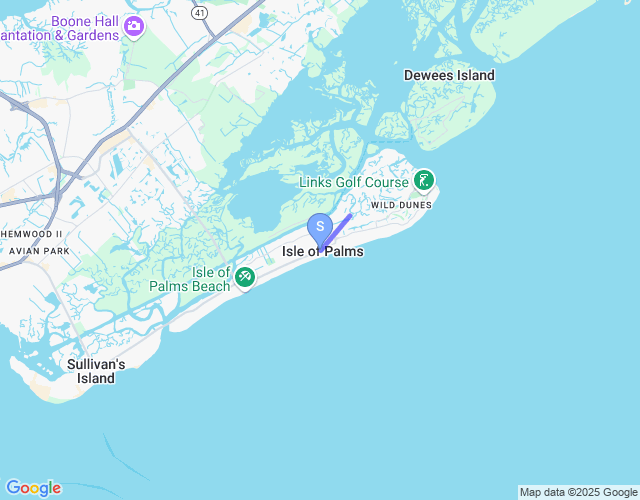 Boone Hall
antation & Gardens
41
Dewees Island
Links Golf Course
WILD DUNES
HEMWOOD II
AVIAN PARK
S
Isle of Palms
Isle of
Palms Beach
Sullivan's
Island
Google
Map data ©2025 Google